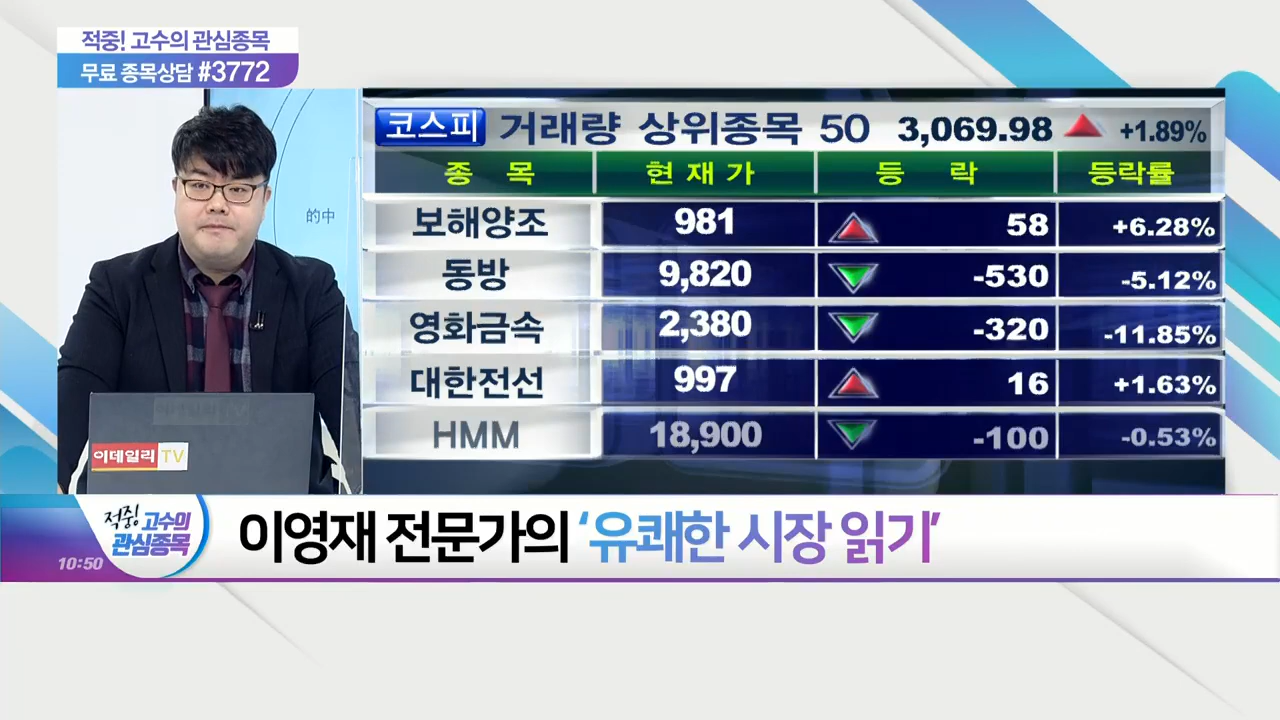 적중! 고수의 관심종목
무료 종목상담 #3772
的中
코스피 거래량 상위종목 50 3,069.98 ▲ +1.89%
종 목 현 재 가 등 락 등락률
보해양조 981 ▲ 58 +6.28%
동방 9,820 ▼ -530 -5.12%
영화금속 2,380 ▼ -320 -11.85%
대한전선 997 ▲ 16 +1.63%
HMM 18,900 ▼ -100 -0.53%
이데일리 TV
적중! 고수의
관심종목
10:50
이영재 전문가의 ‘유쾌한 시장 읽기’